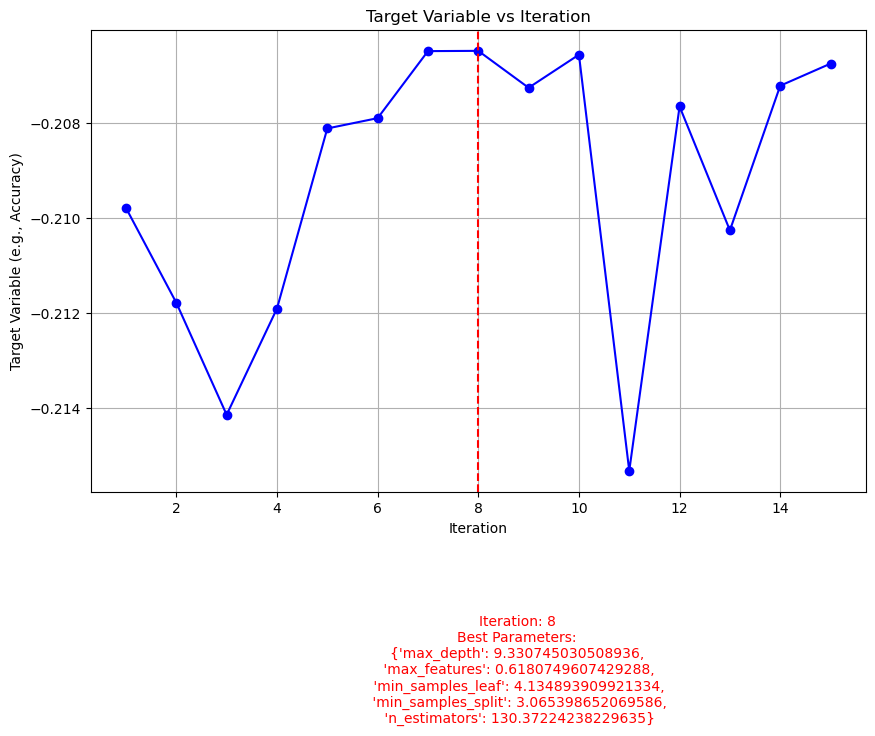 Target Variable vs Iteration
Target Variable (e.g., Accuracy)
−0.208
−0.210
−0.212
−0.214
2 4 6 8 10 12 14
Iteration
Iteration: 8
Best Parameters:
{'max_depth': 9.330745030508936,
'max_features': 0.6180749607429288,
'min_samples_leaf': 4.134893909921334,
'min_samples_split': 3.065398652069586,
'n_estimators': 130.37224238229635}